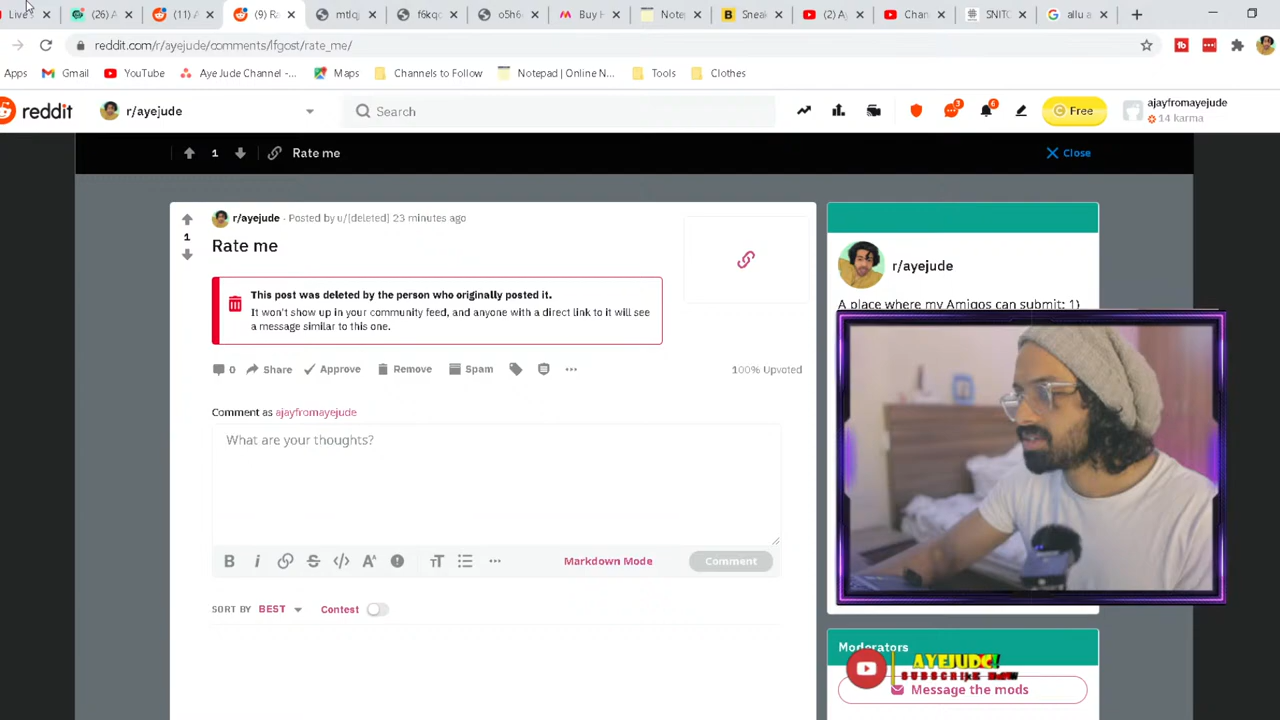 Live
(26) A
(11) A
(9) Ra
mtlq
f6kqc
o5h6
Buy H
Note
Sneak
(2) A
Chan
SNITC
allu a
reddit.com/r/ayejude/comments/lfgost/rate_me/
Apps
Gmail
YouTube
Aye Jude Channel -...
Maps
Channels to Follow
Notepad | Online N...
Tools
Clothes
reddit
r/ayejude
Search
3
6
Free
ajayfromayejude
14 karma
1
Rate me
Close
r/ayejude · Posted by u/[deleted] 23 minutes ago
1
Rate me
This post was deleted by the person who originally posted it.
It won't show up in your community feed, and anyone with a direct link to it will see
a message similar to this one.
0
Share
Approve
Remove
Spam
100% Upvoted
Comment as ajayfromayejude
What are your thoughts?
Markdown Mode
Comment
SORT BY BEST
Contest
r/ayejude
A place where my Amigos can submit: 1)
Moderators
AYEJUDE!
SUBSCRIBE NOW
Message the mods